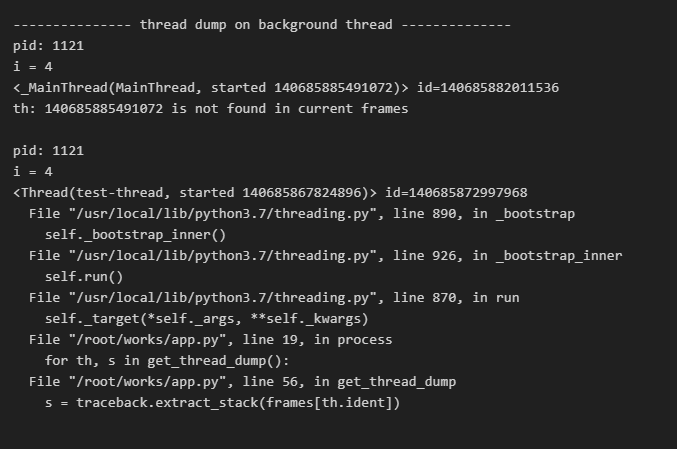 --------------- thread dump on background thread --------------
pid: 1121
i = 4
<_MainThread(MainThread, started 140685885491072)> id=140685882011536
th: 140685885491072 is not found in current frames

pid: 1121
i = 4
<Thread(test-thread, started 140685867824896)> id=140685872997968
  File "/usr/local/lib/python3.7/threading.py", line 890, in _bootstrap
    self._bootstrap_inner()
  File "/usr/local/lib/python3.7/threading.py", line 926, in _bootstrap_inner
    self.run()
  File "/usr/local/lib/python3.7/threading.py", line 870, in run
    self._target(*self._args, **self._kwargs)
  File "/root/works/app.py", line 19, in process
    for th, s in get_thread_dump():
  File "/root/works/app.py", line 56, in get_thread_dump
    s = traceback.extract_stack(frames[th.ident])